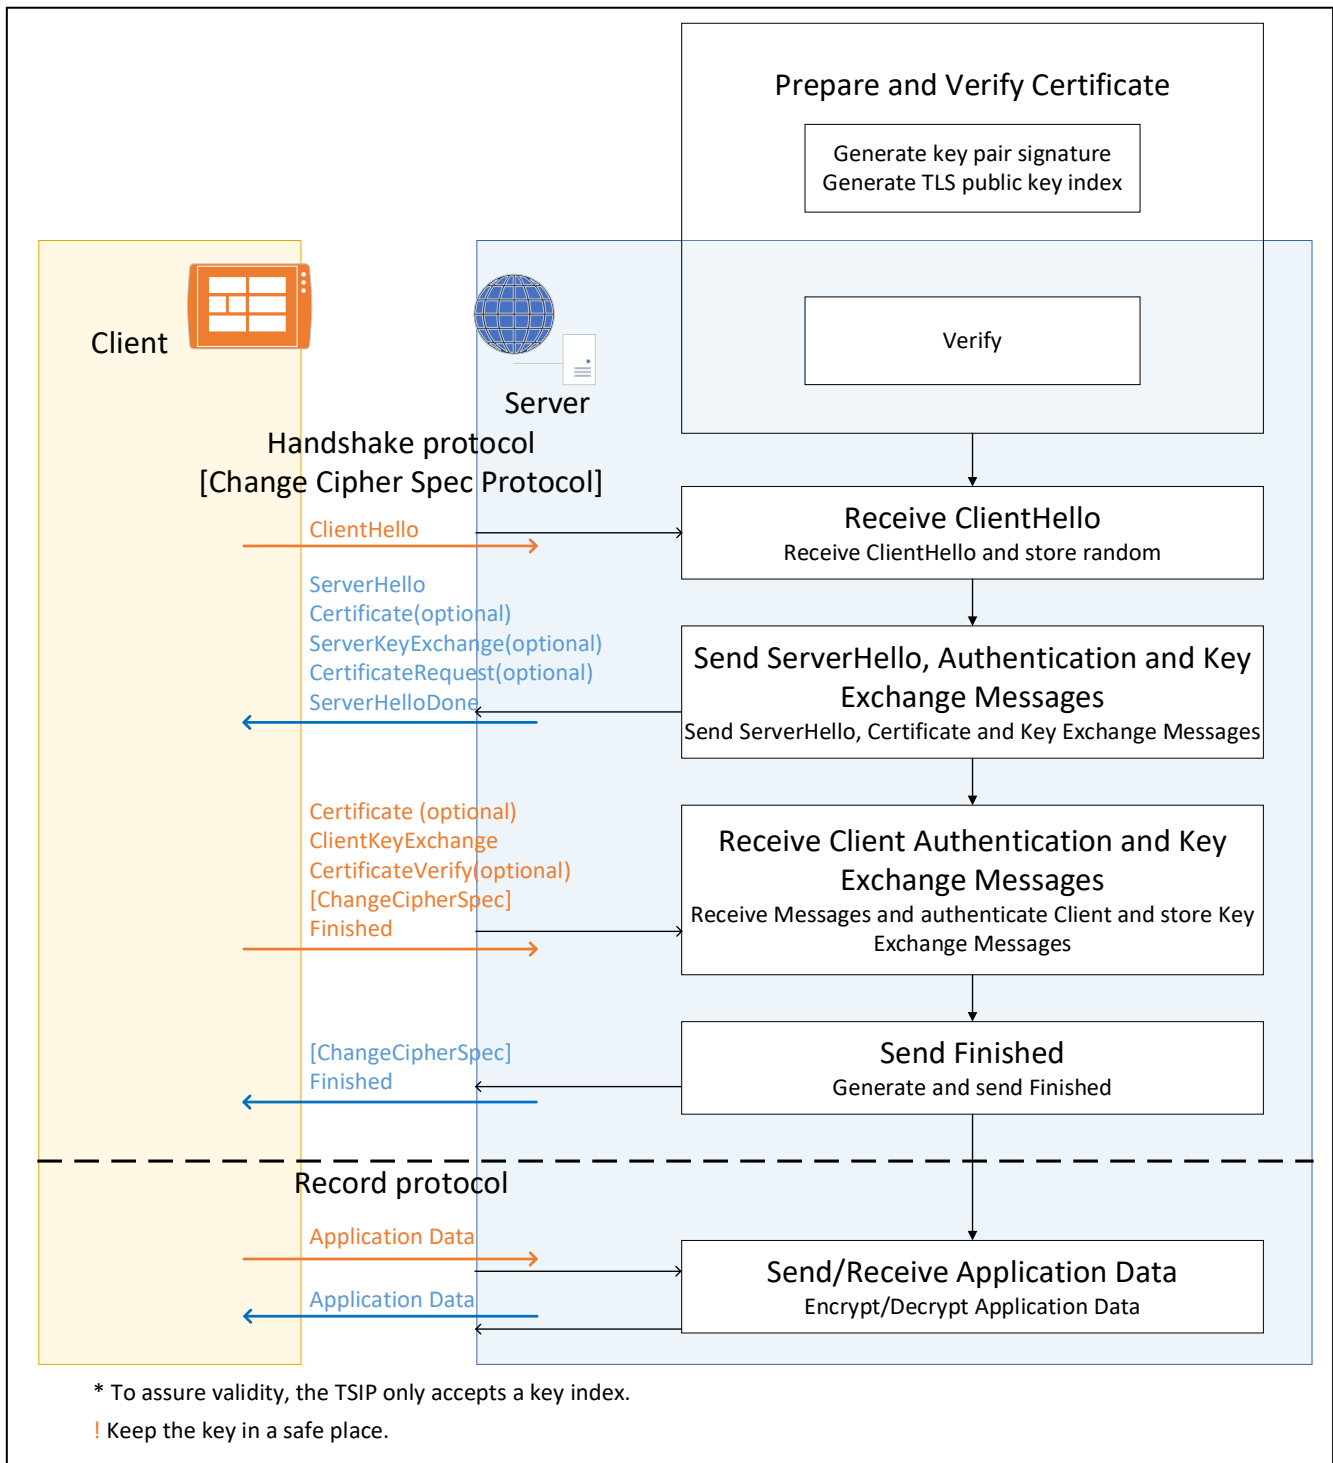 Prepare and Verify Certificate
Generate key pair signature
Generate TLS public key index
Verify
Client
Server
Handshake protocol
[Change Cipher Spec Protocol]
ClientHello
Receive ClientHello
Receive ClientHello and store random
ServerHello
Certificate(optional)
ServerKeyExchange(optional)
CertificateRequest(optional)
ServerHelloDone
Send ServerHello, Authentication and Key
Exchange Messages
Send ServerHello, Certificate and Key Exchange Messages
Certificate (optional)
ClientKeyExchange
CertificateVerify(optional)
[ChangeCipherSpec]
Finished
Receive Client Authentication and Key
Exchange Messages
Receive Messages and authenticate Client and store Key
Exchange Messages
[ChangeCipherSpec]
Finished
Send Finished
Generate and send Finished
Record protocol
Application Data
Application Data
Send/Receive Application Data
Encrypt/Decrypt Application Data
* To assure validity, the TSIP only accepts a key index.
! Keep the key in a safe place.